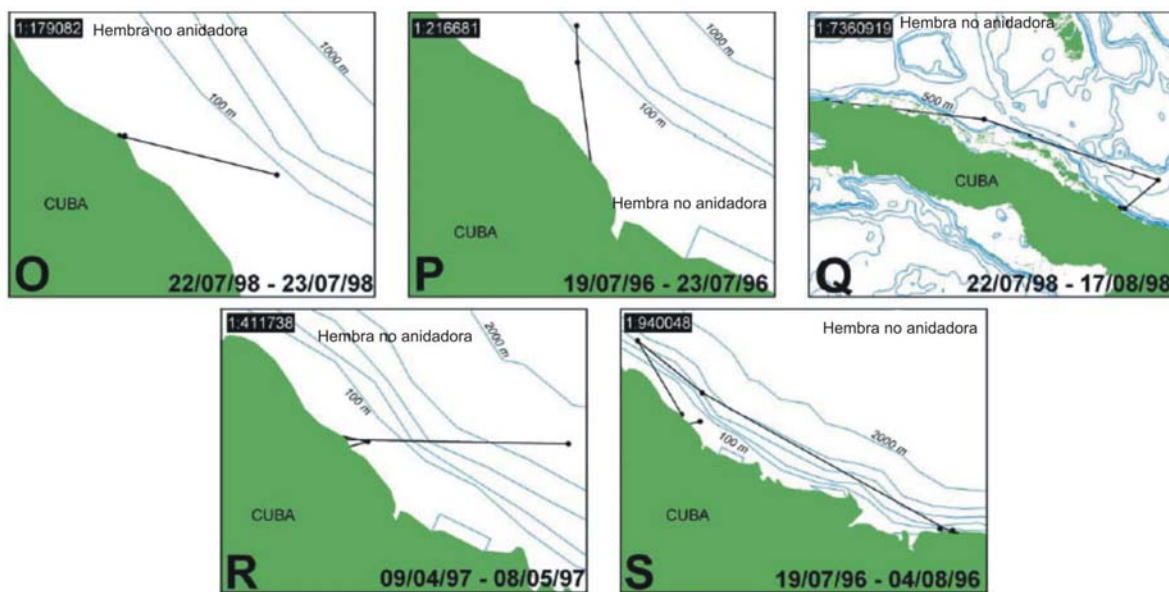 1:179082 Hembra no anidadora
1000 m
100 m
CUBA
O 22/07/98 - 23/07/98
1:216681 Hembra no anidadora
1000 m
100 m
Hembra no anidadora
CUBA
P 19/07/96 - 23/07/96
1:7360919 Hembra no anidadora
500 m
CUBA
Q 22/07/98 - 17/08/98
1:411738 Hembra no anidadora
2000 m
100 m
CUBA
R 09/04/97 - 08/05/97
1:940048 Hembra no anidadora
2000 m
100 m
CUBA
S 19/07/96 - 04/08/96